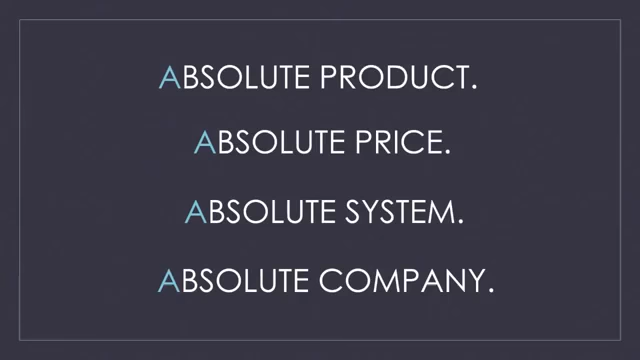 ABSOLUTE PRODUCT.
ABSOLUTE PRICE.
ABSOLUTE SYSTEM.
ABSOLUTE COMPANY.